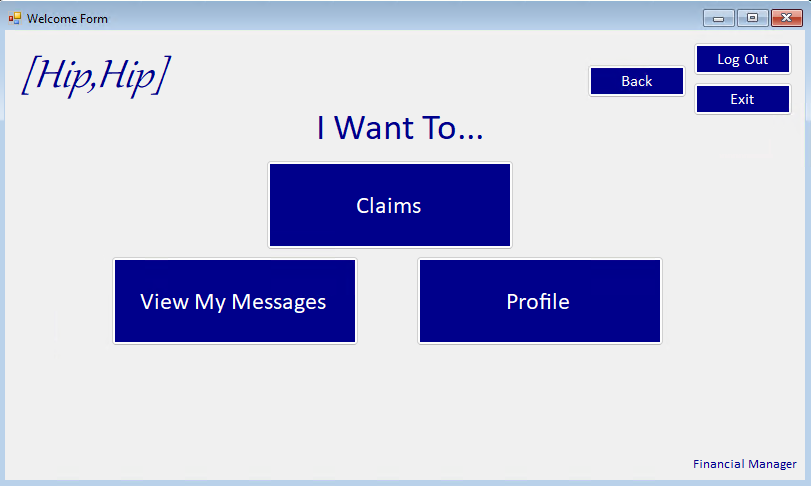 Welcome Form
[Hip,Hip]
Log Out
Back
Exit
I Want To...
Claims
View My Messages
Profile
Financial Manager